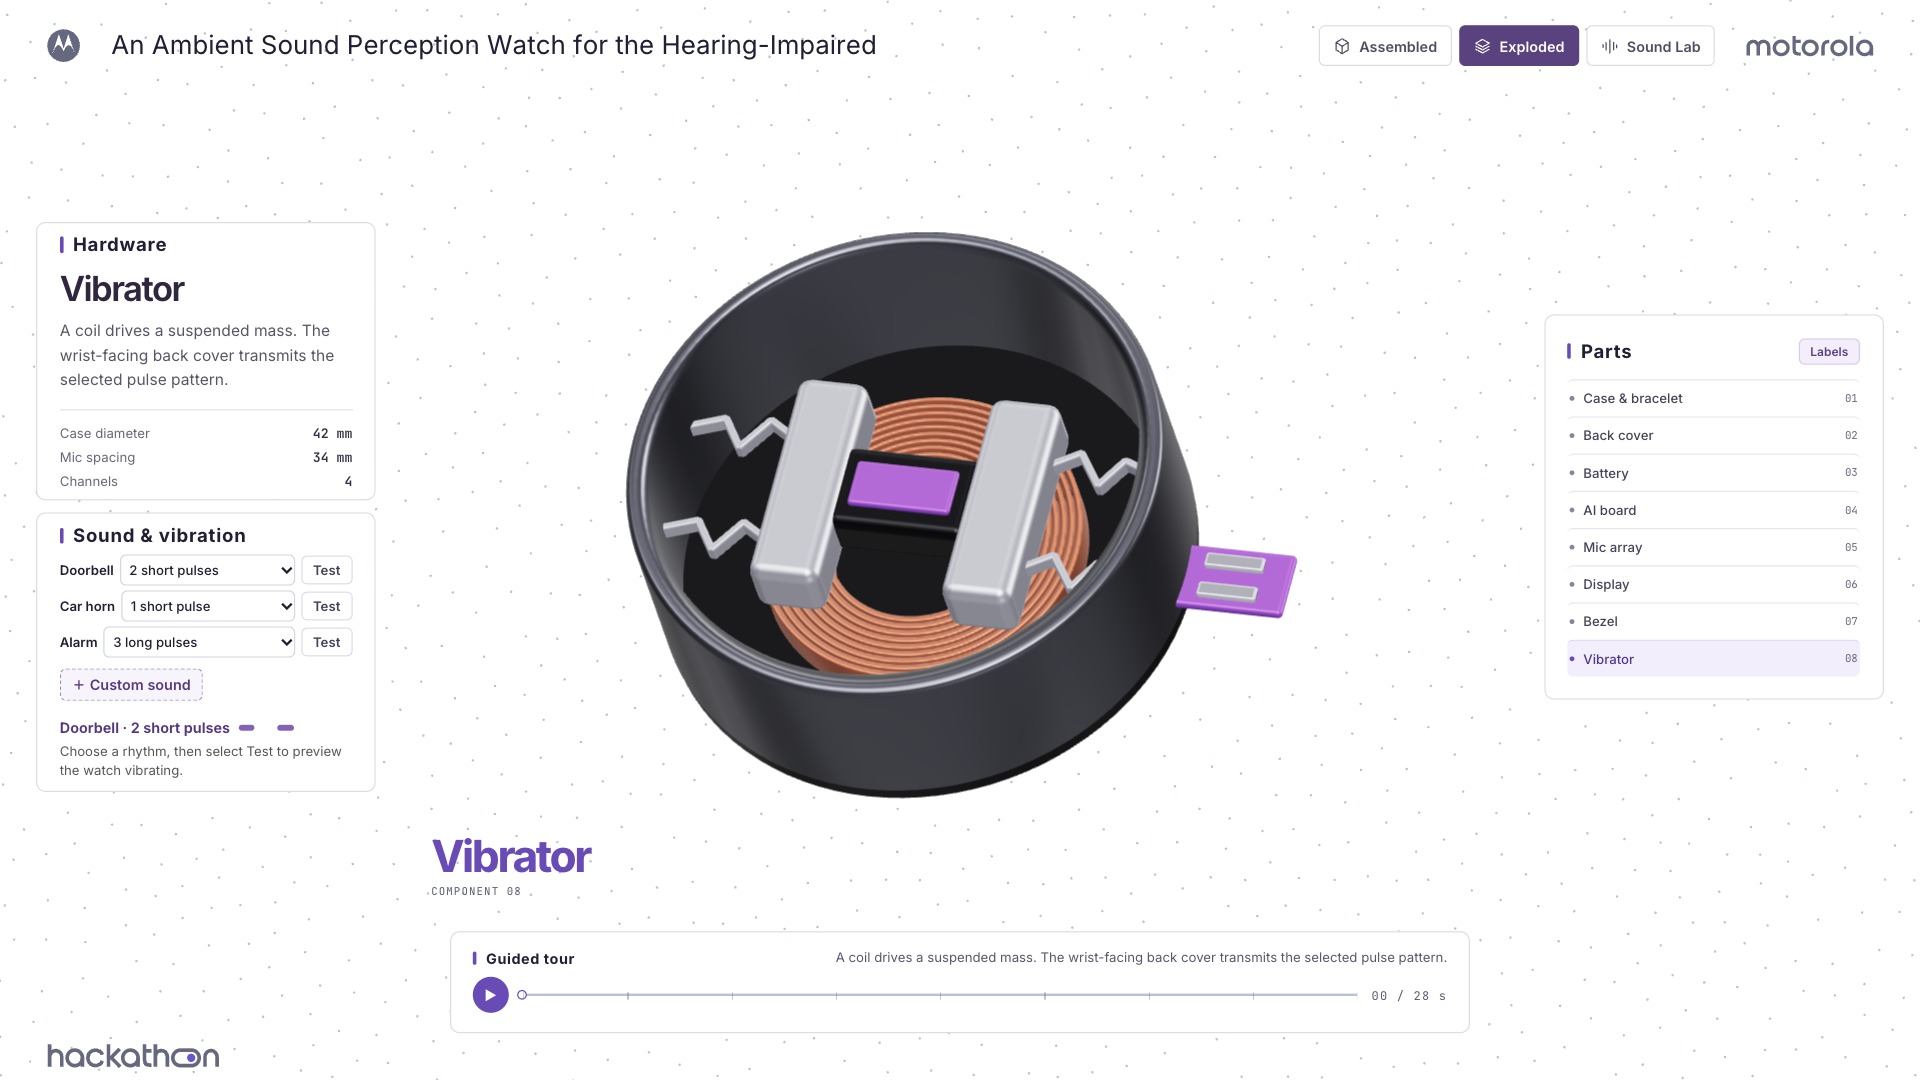 An Ambient Sound Perception Watch for the Hearing-Impaired
Assembled
Exploded
Sound Lab
motorola
Hardware
Vibrator
A coil drives a suspended mass. The
wrist-facing back cover transmits the
selected pulse pattern.
Case diameter 42 mm
Mic spacing 34 mm
Channels 4
Sound & vibration
Doorbell 2 short pulses Test
Car horn 1 short pulse Test
Alarm 3 long pulses Test
+ Custom sound
Doorbell · 2 short pulses
Choose a rhythm, then select Test to preview
the watch vibrating.
Parts Labels
Case & bracelet 01
Back cover 02
Battery 03
AI board 04
Mic array 05
Display 06
Bezel 07
Vibrator 08
Vibrator
COMPONENT 08
Guided tour
A coil drives a suspended mass. The wrist-facing back cover transmits the selected pulse pattern.
00 / 28 s
hackathon